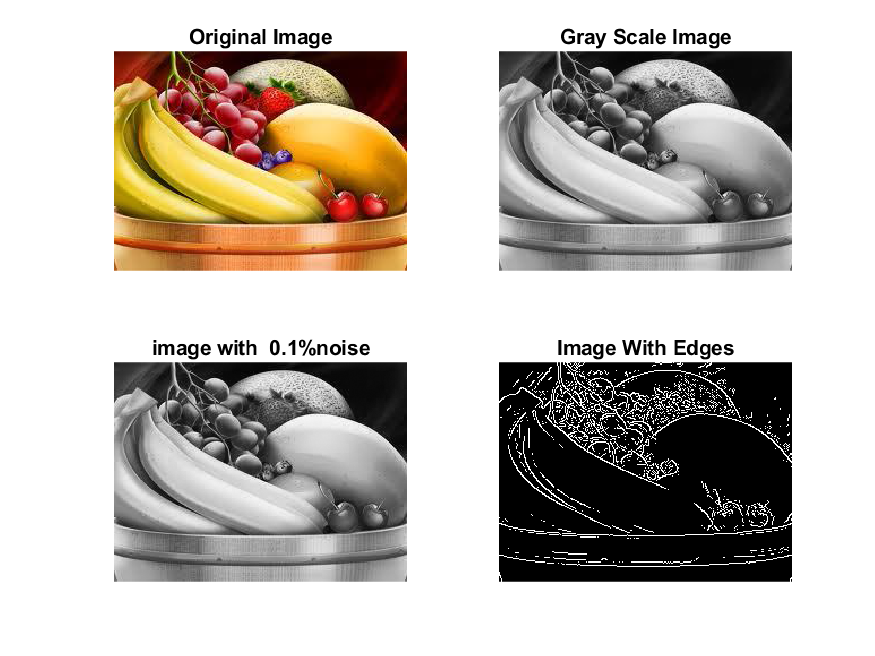 Original Image
Gray Scale Image
image with  0.1%noise
Image With Edges